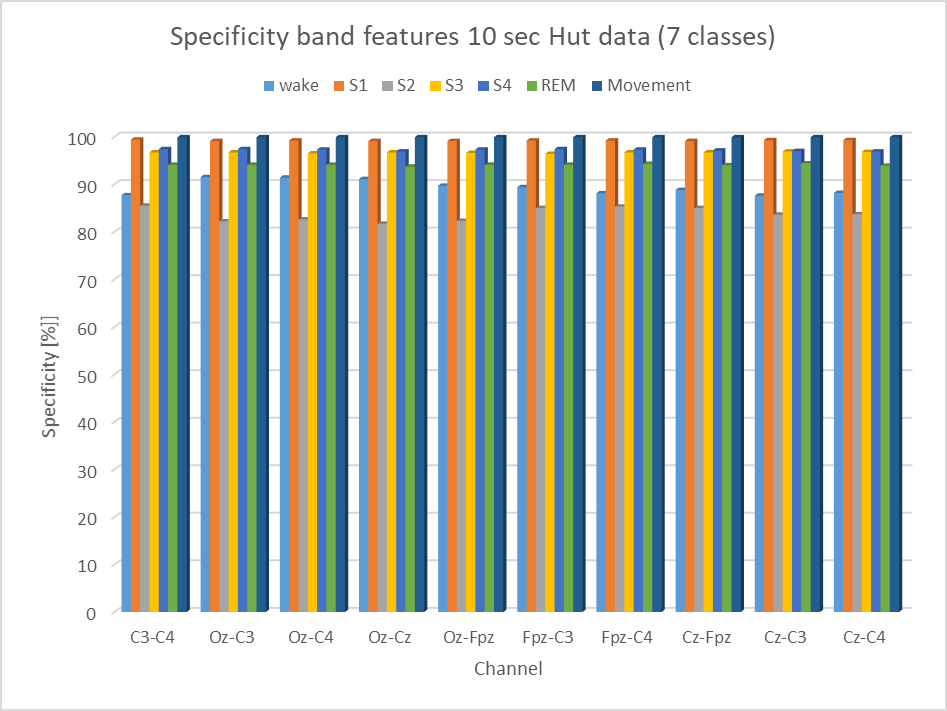 Specificity band features 10 sec Hut data (7 classes)
wake S1 S2 S3 S4 REM Movement
100
90
80
70
60
50
40
30
20
10
0
Specificity [%]]
C3-C4 Oz-C3 Oz-C4 Oz-Cz Oz-Fpz Fpz-C3 Fpz-C4 Cz-Fpz Cz-C3 Cz-C4
Channel